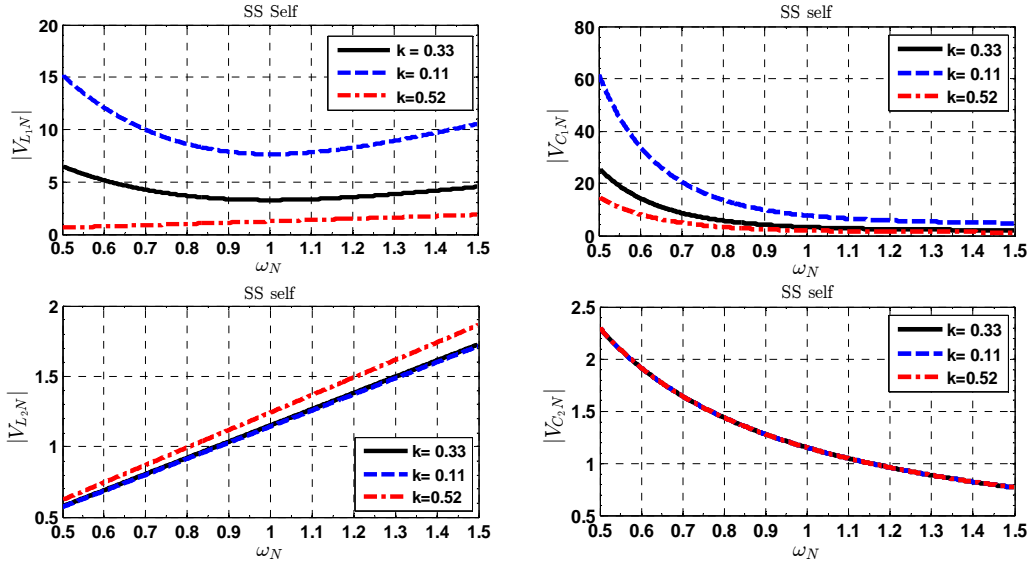 SS Self
|V_{L_1N}|
20
15
10
5
0
k = 0.33
k = 0.11
k=0.52
0.5 0.6 0.7 0.8 0.9 1 1.1 1.2 1.3 1.4 1.5
ω_N
SS self
|V_{C_1N}|
80
60
40
20
0
k= 0.33
k= 0.11
k=0.52
0.5 0.6 0.7 0.8 0.9 1 1.1 1.2 1.3 1.4 1.5
ω_N
SS self
|V_{L_2N}|
2
1.5
1
0.5
k= 0.33
k= 0.11
k=0.52
0.5 0.6 0.7 0.8 0.9 1 1.1 1.2 1.3 1.4 1.5
ω_N
SS self
|V_{C_2N}|
2.5
2
1.5
1
0.5
k= 0.33
k= 0.11
k=0.52
0.5 0.6 0.7 0.8 0.9 1 1.1 1.2 1.3 1.4 1.5
ω_N